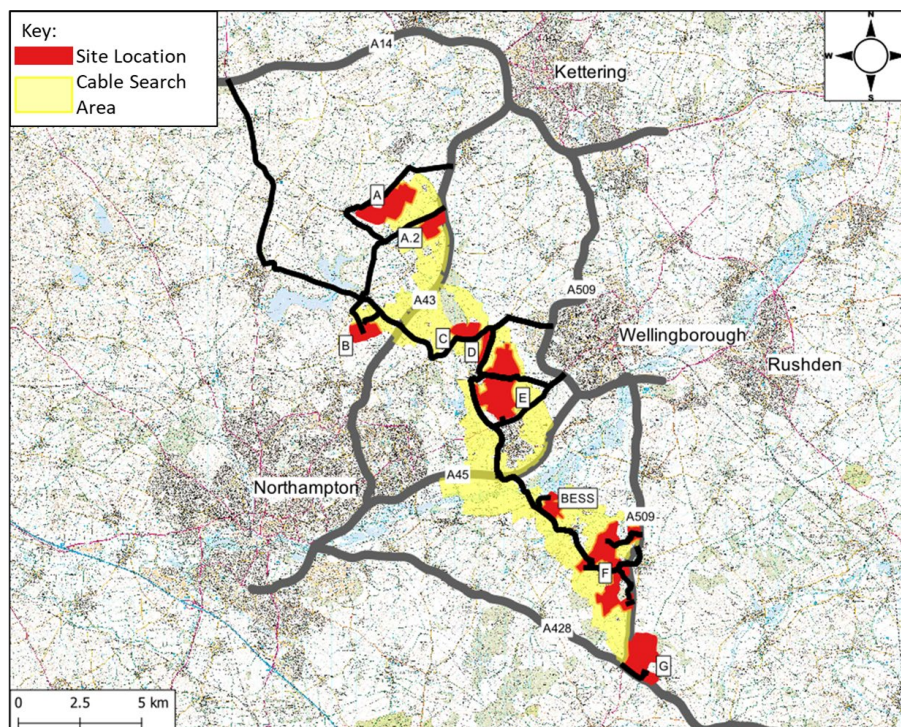 Key:
Site Location
Cable Search
Area
N
W
E
S
A14
Kettering
A
A.2
A43
A509
B
C
D
Wellingborough
Rushden
E
A45
Northampton
BESS
A509
F
A428
G
0 2.5 5 km